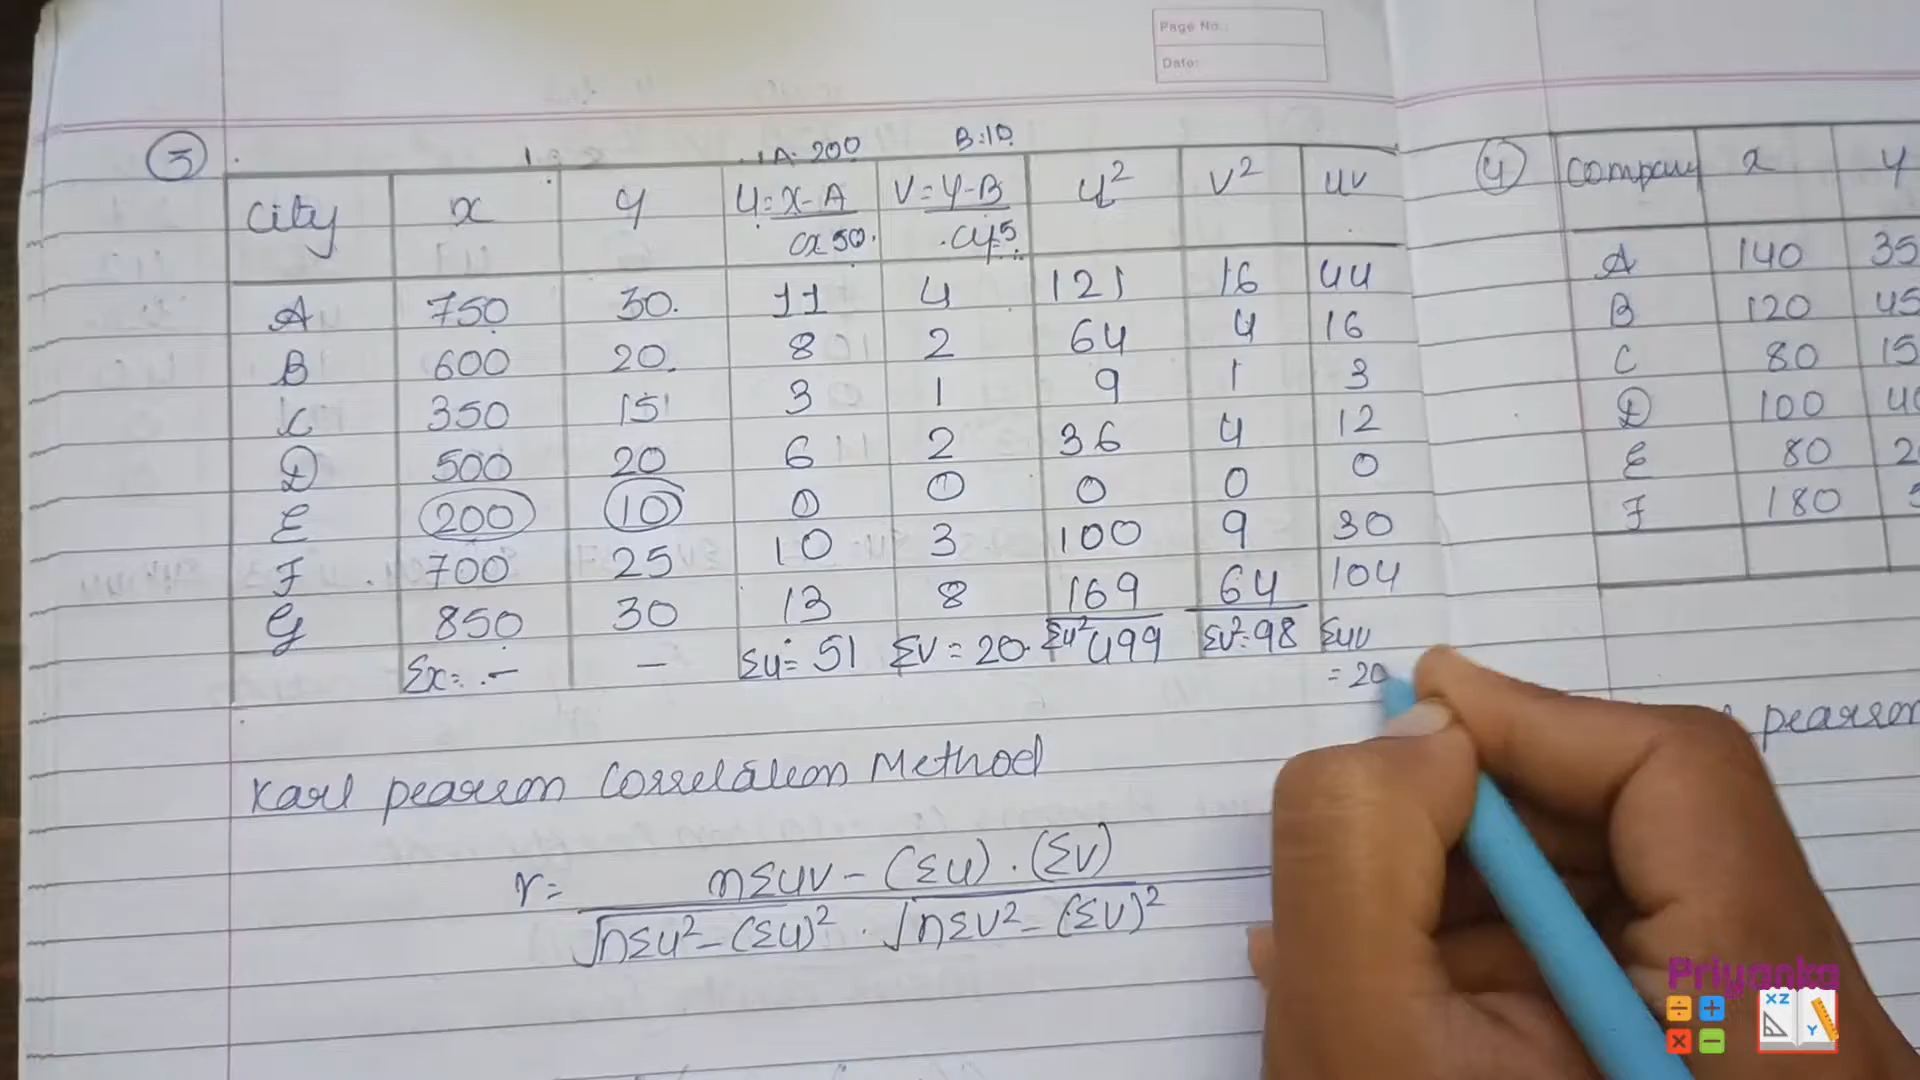 Page No.:
Date:
A: 200 B:10
3
City x y U=X-A/cx 50. V=Y-B/.cy=5 u² v² uv
A 750 30. 11 4 121 16 44
B 600 20. 8 2 64 4 16
C 350 15 3 1 9 1 3
D 500 20 6 2 36 4 12
E 200 10 0 0 0 0 0
F 700 25 10 3 100 9 30
G 850 30 13 8 169 64 104
Σx= .- - Σu= 51 Σv = 20. Σu² 499 Σv²=98 Σuv
= 20
Karl pearson Correlation Method
r= nΣuv - (Σu) . (Σv)
√nΣu² - (Σu)² . √nΣv² - (Σv)²
4 Company x y
A 140 35
B 120 45
C 80 15
D 100 40
E 80 2
F 180
pearson
Priyanka
XZ
Y